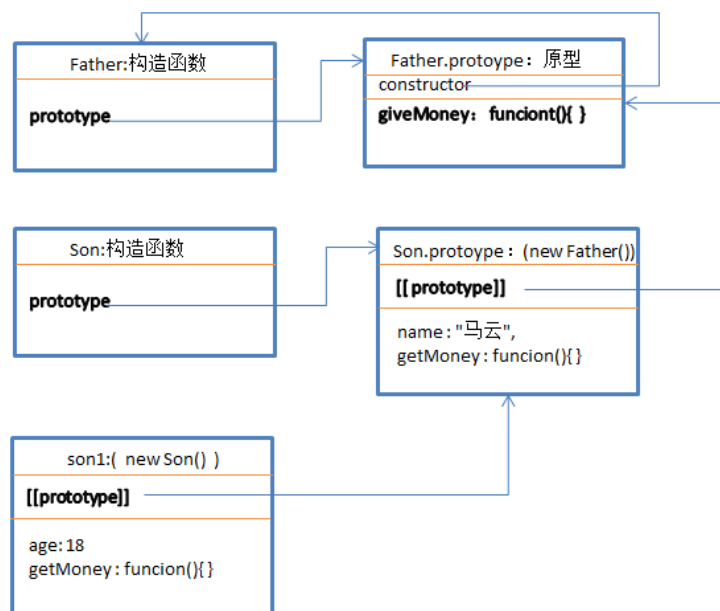 Father:构造函数
prototype
Father.protoype：原型
constructor
giveMoney：funciont(){ }
Son:构造函数
prototype
Son.protoype：(new Father())
[[prototype]]
name："马云",
getMoney：funcion(){ }
son1:( new Son() )
[[prototype]]
age:18
getMoney：funcion(){ }